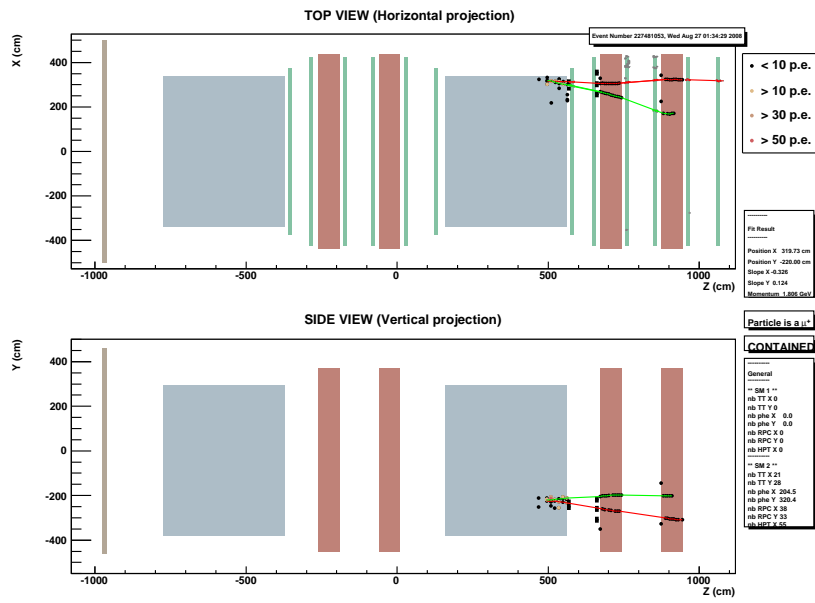 TOP VIEW (Horizontal projection)
Event Number 227481053, Wed Aug 27 01:34:29 2008
X (cm)
400
200
0
-200
-400
-1000
-500
0
500
1000
Z (cm)
< 10 p.e.
> 10 p.e.
> 30 p.e.
> 50 p.e.
----------
Fit Result
----------
Position X 319.73 cm
Position Y -220.00 cm
Slope X -0.326
Slope Y 0.124
Momentum 1.806 GeV
Particle is a μ+
CONTAINED
----------
General
----------
** SM 1 **
nb TT X 0
nb TT Y 0
nb phe X 0.0
nb phe Y 0.0
nb RPC X 0
nb RPC Y 0
nb HPT X 0
----------
** SM 2 **
nb TT X 21
nb TT Y 28
nb phe X 204.5
nb phe Y 320.4
nb RPC X 38
nb RPC Y 33
nb HPT X 55
SIDE VIEW (Vertical projection)
Y (cm)
400
200
0
-200
-400
-1000
-500
0
500
1000
Z (cm)